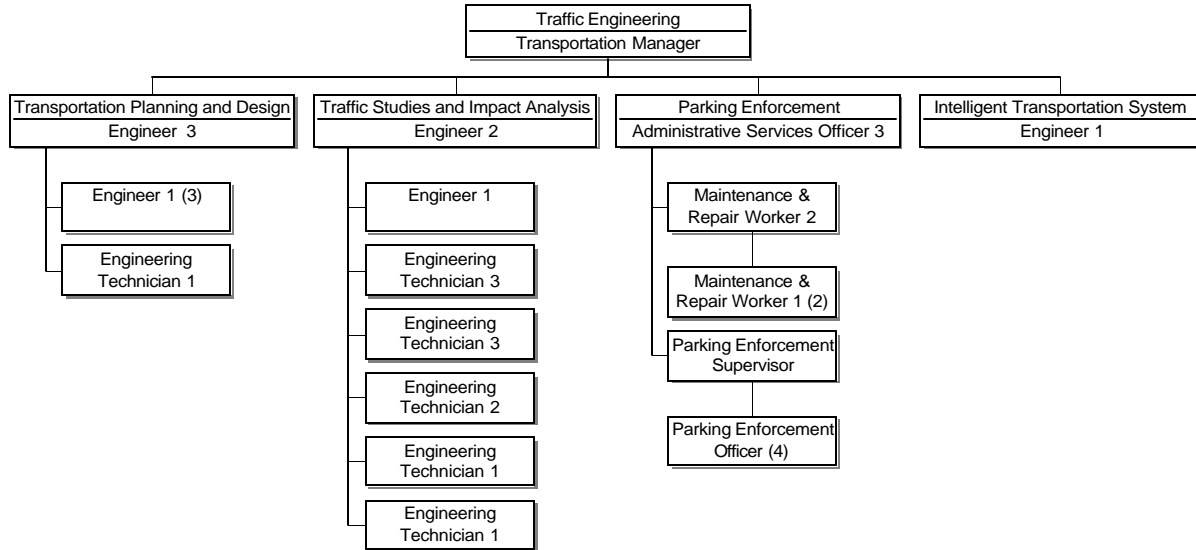 Traffic Engineering
Transportation Manager
Transportation Planning and Design
Engineer 3
Engineer 1 (3)
Engineering
Technician 1
Traffic Studies and Impact Analysis
Engineer 2
Engineer 1
Engineering
Technician 3
Engineering
Technician 3
Engineering
Technician 2
Engineering
Technician 1
Engineering
Technician 1
Parking Enforcement
Administrative Services Officer 3
Maintenance &
Repair Worker 2
Maintenance &
Repair Worker 1 (2)
Parking Enforcement
Supervisor
Parking Enforcement
Officer (4)
Intelligent Transportation System
Engineer 1